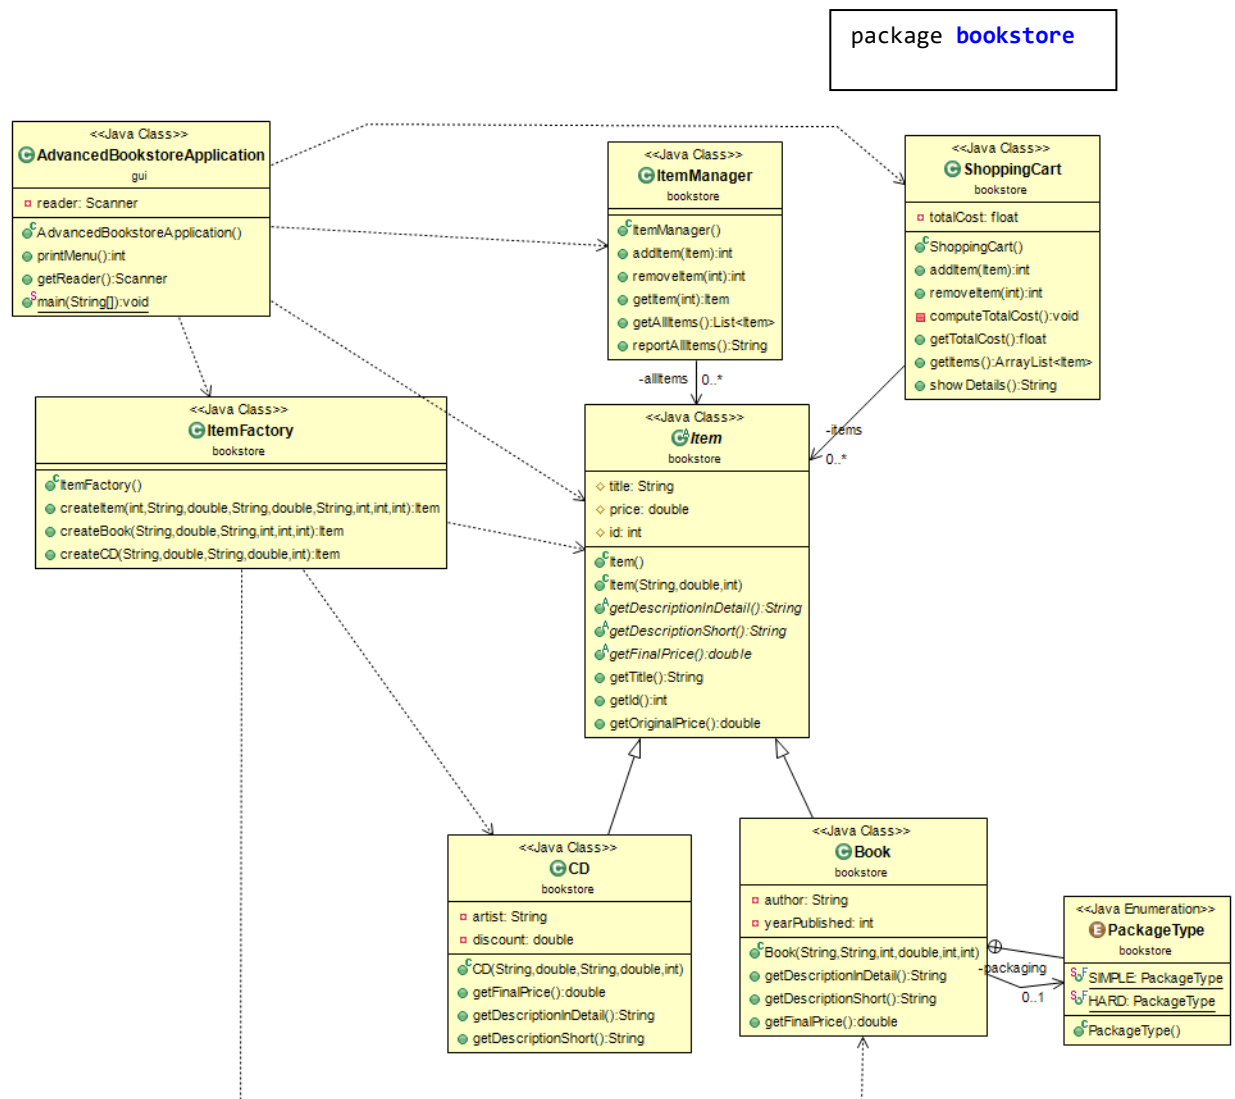 package bookstore
<<Java Class>>
AdvancedBookstoreApplication
gui
reader: Scanner
AdvancedBookstoreApplication()
printMenu():int
getReader():Scanner
main(String[]):void
<<Java Class>>
ItemManager
bookstore
ItemManager()
addItem(Item):int
removeItem(int):int
getItem(int):Item
getAllItems():List<Item>
reportAllItems():String
<<Java Class>>
ShoppingCart
bookstore
totalCost: float
ShoppingCart()
addItem(Item):int
removeItem(int):int
computeTotalCost():void
getTotalCost():float
getItems():ArrayList<Item>
showDetails():String
-allItems 0..*
-items
0..*
<<Java Class>>
ItemFactory
bookstore
ItemFactory()
createItem(int,String,double,String,double,String,int,int,int):Item
createBook(String,double,String,int,int,int):Item
createCD(String,double,String,double,int):Item
<<Java Class>>
Item
bookstore
title: String
price: double
id: int
Item()
Item(String,double,int)
getDescriptionInDetail():String
getDescriptionShort():String
getFinalPrice():double
getTitle():String
getId():int
getOriginalPrice():double
<<Java Class>>
CD
bookstore
artist: String
discount: double
CD(String,double,String,double,int)
getFinalPrice():double
getDescriptionInDetail():String
getDescriptionShort():String
<<Java Class>>
Book
bookstore
author: String
yearPublished: int
Book(String,String,int,double,int,int)
getDescriptionInDetail():String
getDescriptionShort():String
getFinalPrice():double
-packaging
0..1
<<Java Enumeration>>
PackageType
bookstore
SIMPLE: PackageType
HARD: PackageType
PackageType()